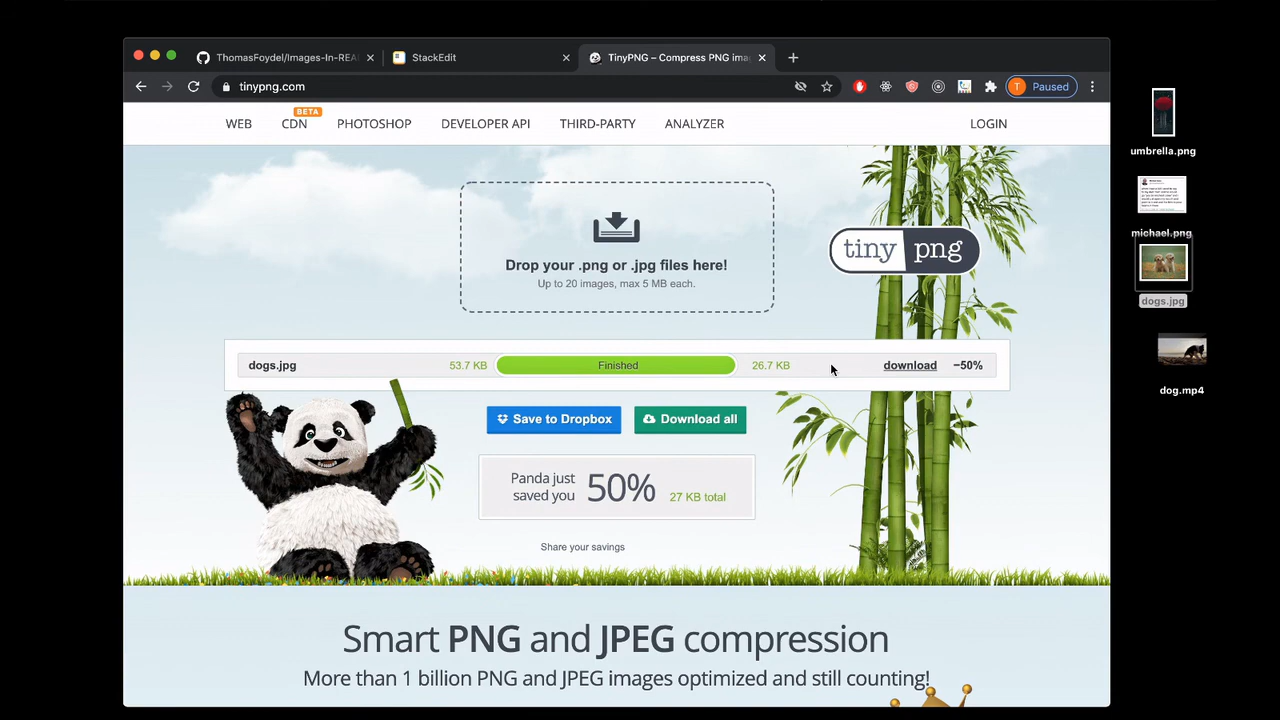 ThomasFoydel/Images-In-REA
StackEdit
TinyPNG – Compress PNG ima
tinypng.com
T
Paused
BETA
WEB
CDN
PHOTOSHOP
DEVELOPER API
THIRD-PARTY
ANALYZER
LOGIN
umbrella.png
michael.png
dogs.jpg
dog.mp4
Drop your .png or .jpg files here!
Up to 20 images, max 5 MB each.
tiny png
dogs.jpg 53.7 KB Finished 26.7 KB download −50%
Save to Dropbox
Download all
Panda just
saved you
50%
27 KB total
Share your savings
Smart PNG and JPEG compression
More than 1 billion PNG and JPEG images optimized and still counting!